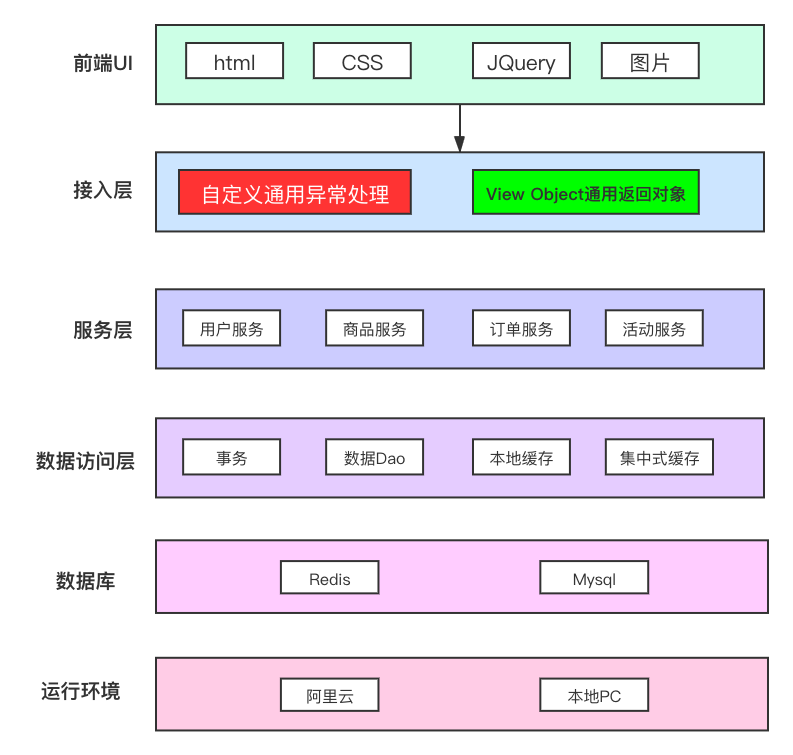 前端UI
html
CSS
JQuery
图片
接入层
自定义通用异常处理
View Object通用返回对象
服务层
用户服务
商品服务
订单服务
活动服务
数据访问层
事务
数据Dao
本地缓存
集中式缓存
数据库
Redis
Mysql
运行环境
阿里云
本地PC